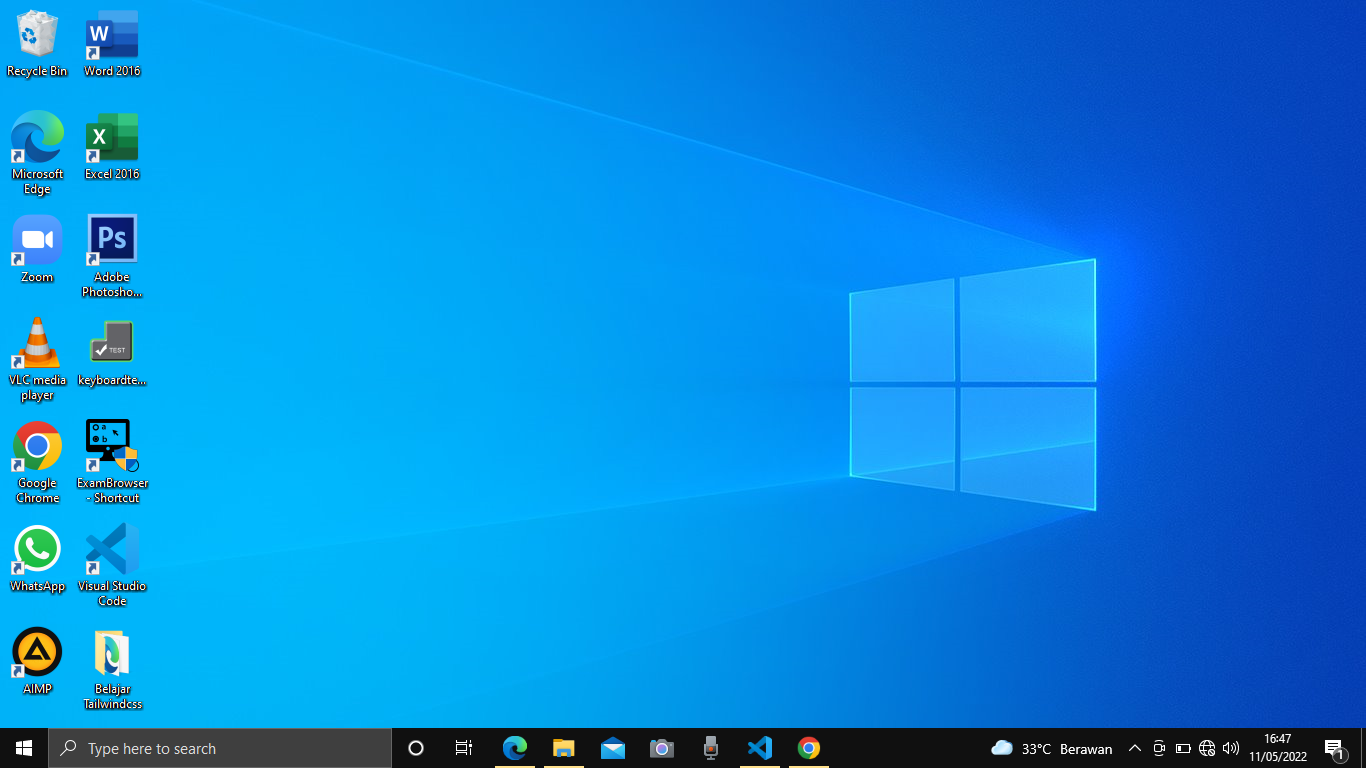 Recycle Bin
Word 2016
Microsoft
Edge
Excel 2016
Zoom
Ps
Adobe
Photosho...
VLC media
player
TEST
keyboardte...
Google
Chrome
a
b
ExamBrowser
- Shortcut
WhatsApp
Visual Studio
Code
AIMP
Belajar
Tailwindcss
Type here to search
33°C Berawan
16:47
11/05/2022
1